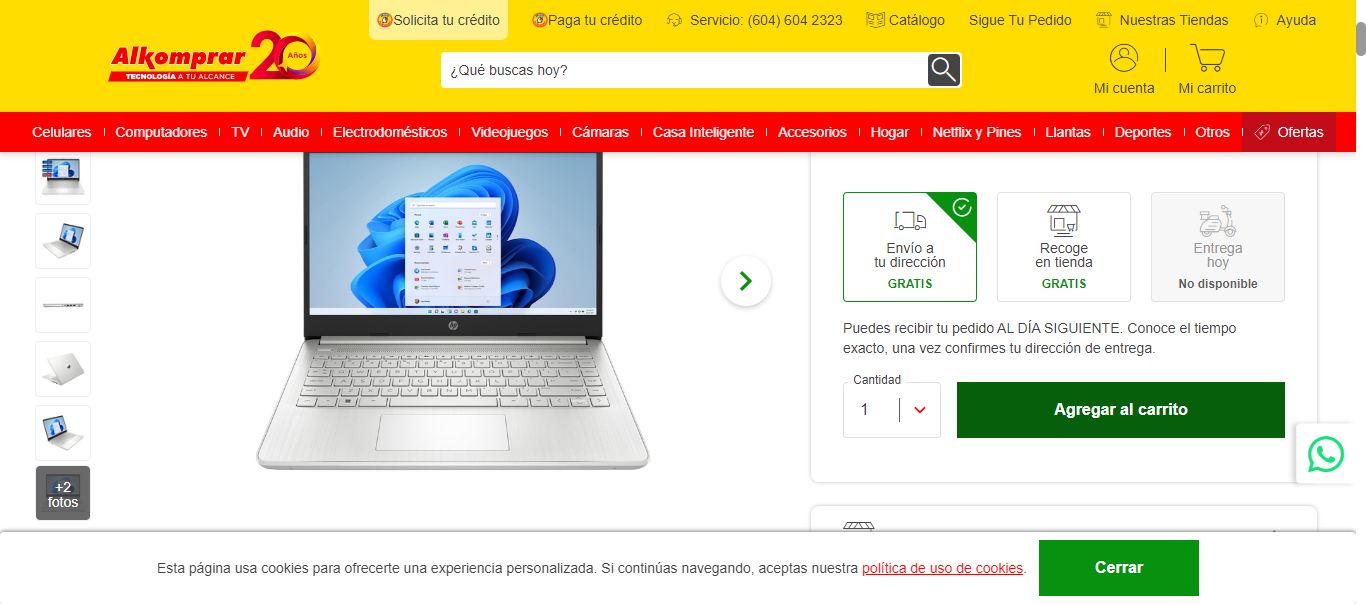 Solicita tu crédito
Paga tu crédito
Servicio: (604) 604 2323
Catálogo
Sigue Tu Pedido
Nuestras Tiendas
Ayuda
Alkomprar 20 Años
TECNOLOGÍA A TU ALCANCE
¿Qué buscas hoy?
Mi cuenta
Mi carrito
Celulares
Computadores
TV
Audio
Electrodomésticos
Videojuegos
Cámaras
Casa Inteligente
Accesorios
Hogar
Netflix y Pines
Llantas
Deportes
Otros
Ofertas
+2
fotos
hp
Envío a
tu dirección
GRATIS
Recoge
en tienda
GRATIS
Entrega
hoy
No disponible
Puedes recibir tu pedido AL DÍA SIGUIENTE. Conoce el tiempo
exacto, una vez confirmes tu dirección de entrega.
Cantidad
1
Agregar al carrito
Esta página usa cookies para ofrecerte una experiencia personalizada. Si continúas navegando, aceptas nuestra política de uso de cookies.
Cerrar